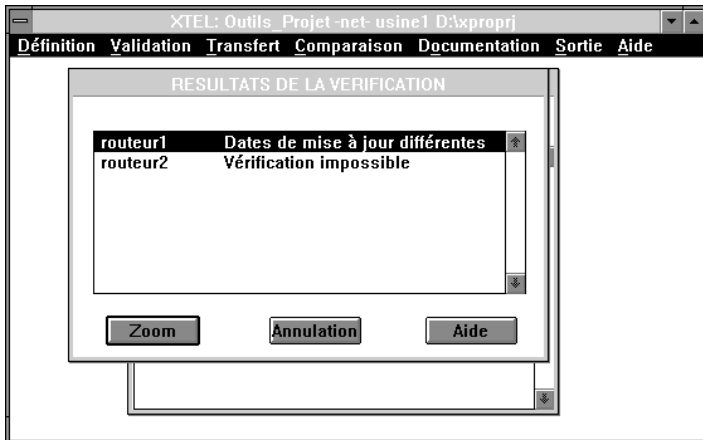 XTEL: Outils_Projet -net- usine1 D:\xproprj
Définition Validation Transfert Comparaison Documentation Sortie Aide
RESULTATS DE LA VERIFICATION
routeur1 Dates de mise à jour différentes
routeur2 Vérification impossible
Zoom Annulation Aide